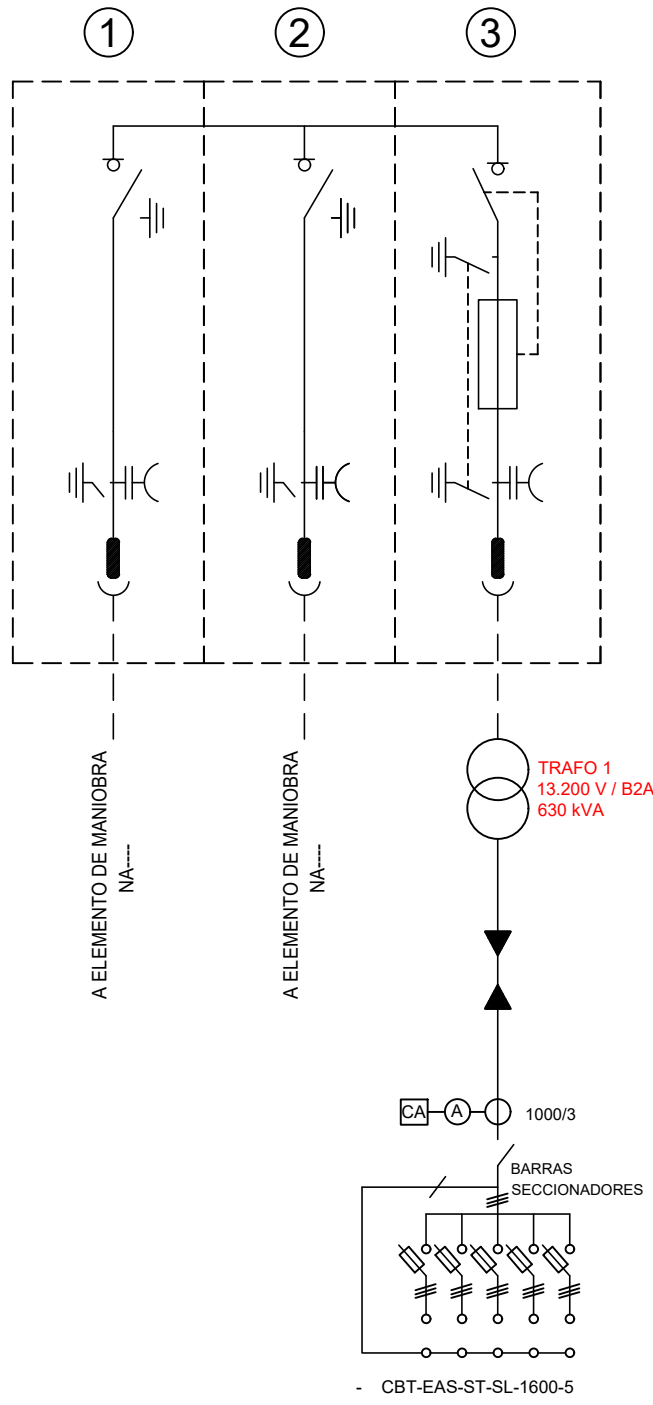 1
2
3
A ELEMENTO DE MANIOBRA
NA-----
A ELEMENTO DE MANIOBRA
NA-----
TRAFO 1
13.200 V / B2A
630 kVA
CA
A
1000/3
BARRAS
SECCIONADORES
- CBT-EAS-ST-SL-1600-5